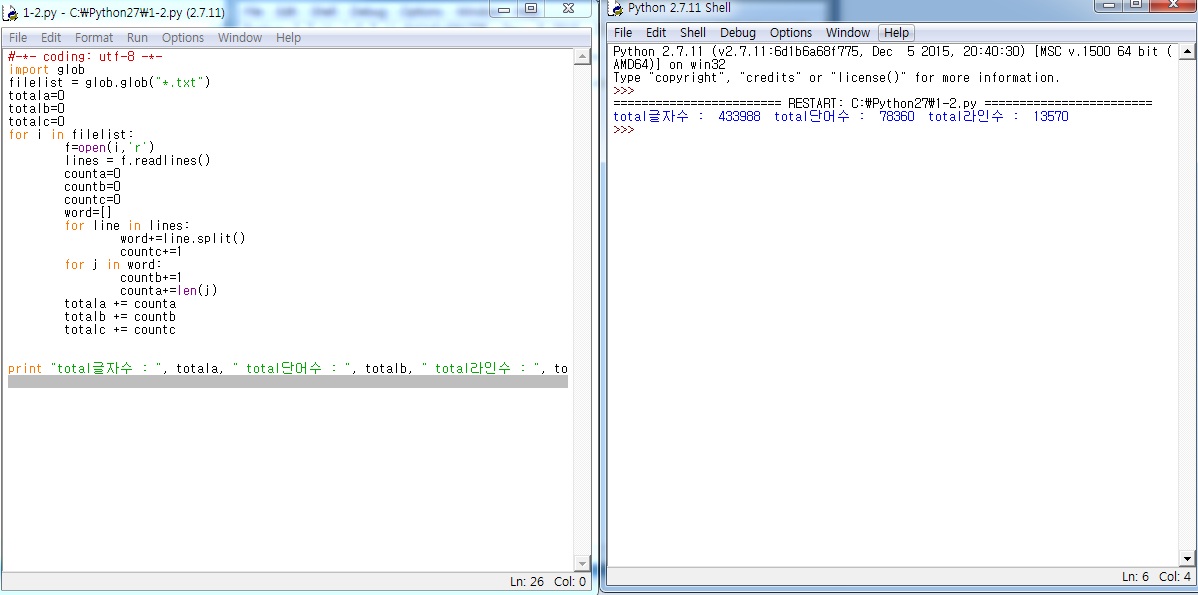 1-2.py - C:₩Python27₩1-2.py (2.7.11)
File Edit Format Run Options Window Help
#-*- coding: utf-8 -*-
import glob
filelist = glob.glob("*.txt")
totala=0
totalb=0
totalc=0
for i in filelist:
f=open(i,'r')
lines = f.readlines()
counta=0
countb=0
countc=0
word=[]
for line in lines:
word+=line.split()
countc+=1
for j in word:
countb+=1
counta+=len(j)
totala += counta
totalb += countb
totalc += countc
print "total글자수 : ", totala, " total단어수 : ", totalb, " total라인수 : ", to
Ln: 26 Col: 0
Python 2.7.11 Shell
File Edit Shell Debug Options Window Help
Python 2.7.11 (v2.7.11:6d1b6a68f775, Dec  5 2015, 20:40:30) [MSC v.1500 64 bit (
AMD64)] on win32
Type "copyright", "credits" or "license()" for more information.
>>>
======================== RESTART: C:₩Python27₩1-2.py ========================
total글자수 :  433988  total단어수 :  78360  total라인수 :  13570
>>>
Ln: 6 Col: 4